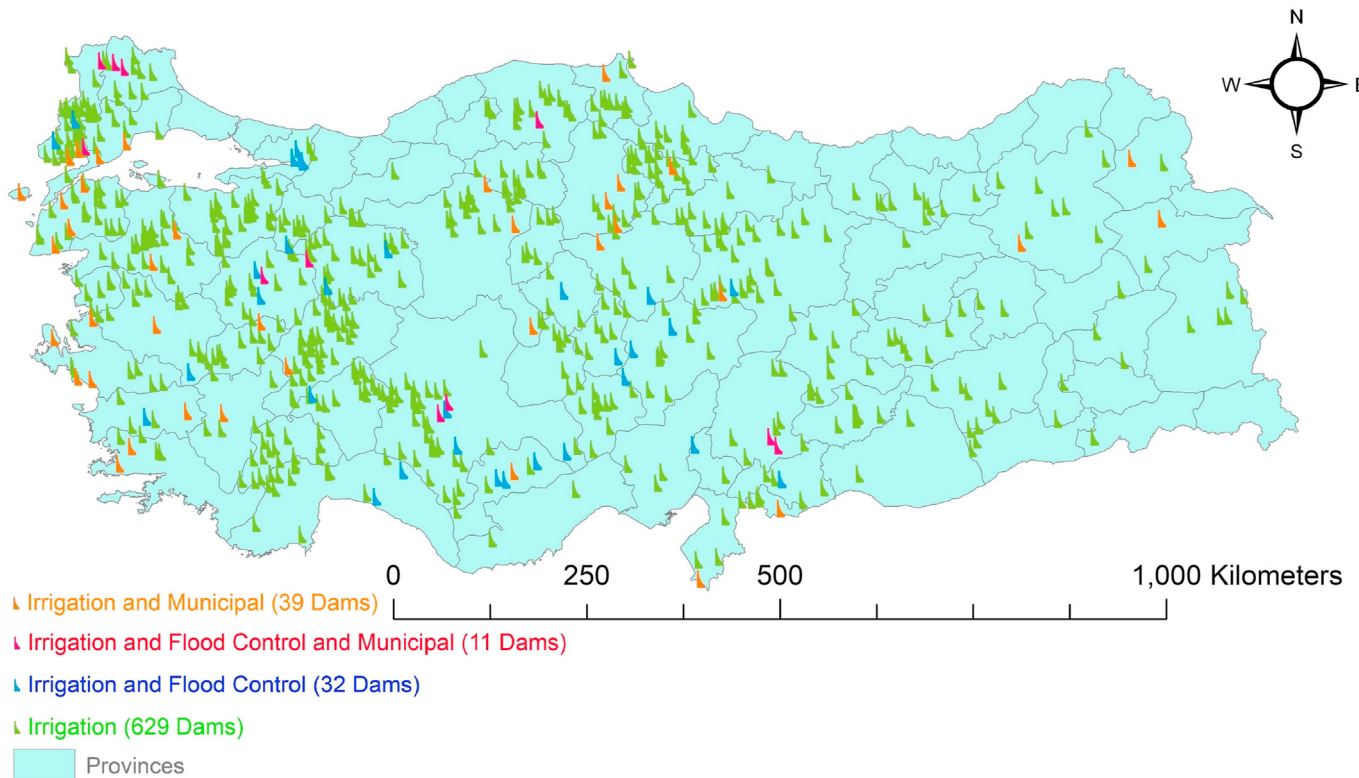 N
W E
S
0 250 500 1,000 Kilometers
Irrigation and Municipal (39 Dams)
Irrigation and Flood Control and Municipal (11 Dams)
Irrigation and Flood Control (32 Dams)
Irrigation (629 Dams)
Provinces